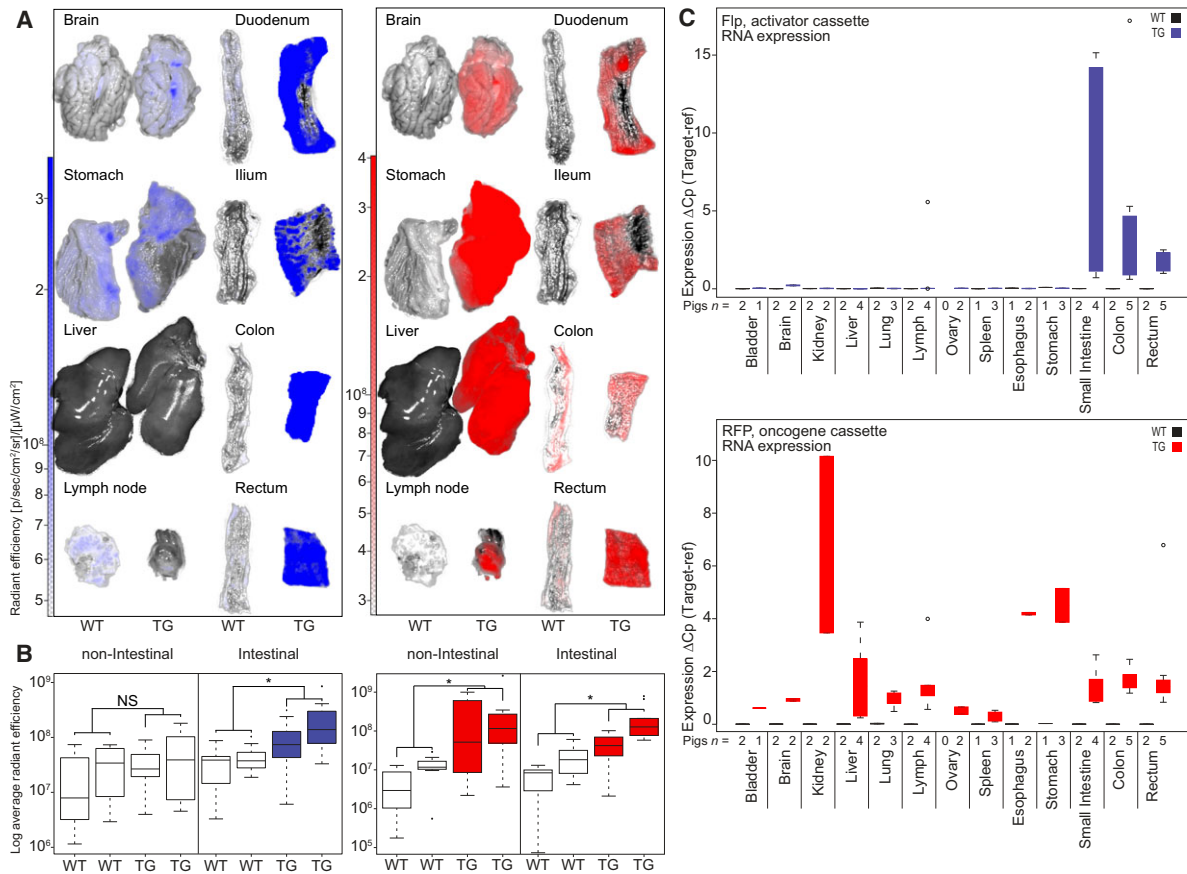 A
Brain
Duodenum
Stomach
Ilium
Liver
Colon
Lymph node
Rectum
3
2
10⁸
9
8
7
6
5
Radiant efficiency [p/sec/cm²/sr]/[µW/cm²]
WT TG WT TG
Brain
Duodenum
Stomach
Ileum
Liver
Colon
Lymph node
Rectum
4
3
2
10⁸
9
8
7
6
5
4
3
WT TG WT TG
B
non-Intestinal Intestinal
NS
*
10⁹
10⁸
10⁷
10⁶
Log average radiant efficiency
WT WT TG TG WT WT TG TG
non-Intestinal Intestinal
*
*
10⁹
10⁸
10⁷
10⁶
10⁵
WT WT TG TG WT WT TG TG
C
Flp, activator cassette
RNA expression
WT
TG
15
10
5
0
Expression ΔCp (Target-ref)
Pigs n = 2 1 2 2 2 2 2 4 2 3 2 4 0 2 1 3 1 2 1 3 2 4 2 5 2 5
Bladder
Brain
Kidney
Liver
Lung
Lymph
Ovary
Spleen
Esophagus
Stomach
Small Intestine
Colon
Rectum
RFP, oncogene cassette
RNA expression
WT
TG
10
8
6
4
2
0
Expression ΔCp (Target-ref)
Pigs n = 2 1 2 2 2 2 2 4 2 3 2 4 0 2 1 3 1 2 1 3 2 4 2 5 2 5
Bladder
Brain
Kidney
Liver
Lung
Lymph
Ovary
Spleen
Esophagus
Stomach
Small Intestine
Colon
Rectum